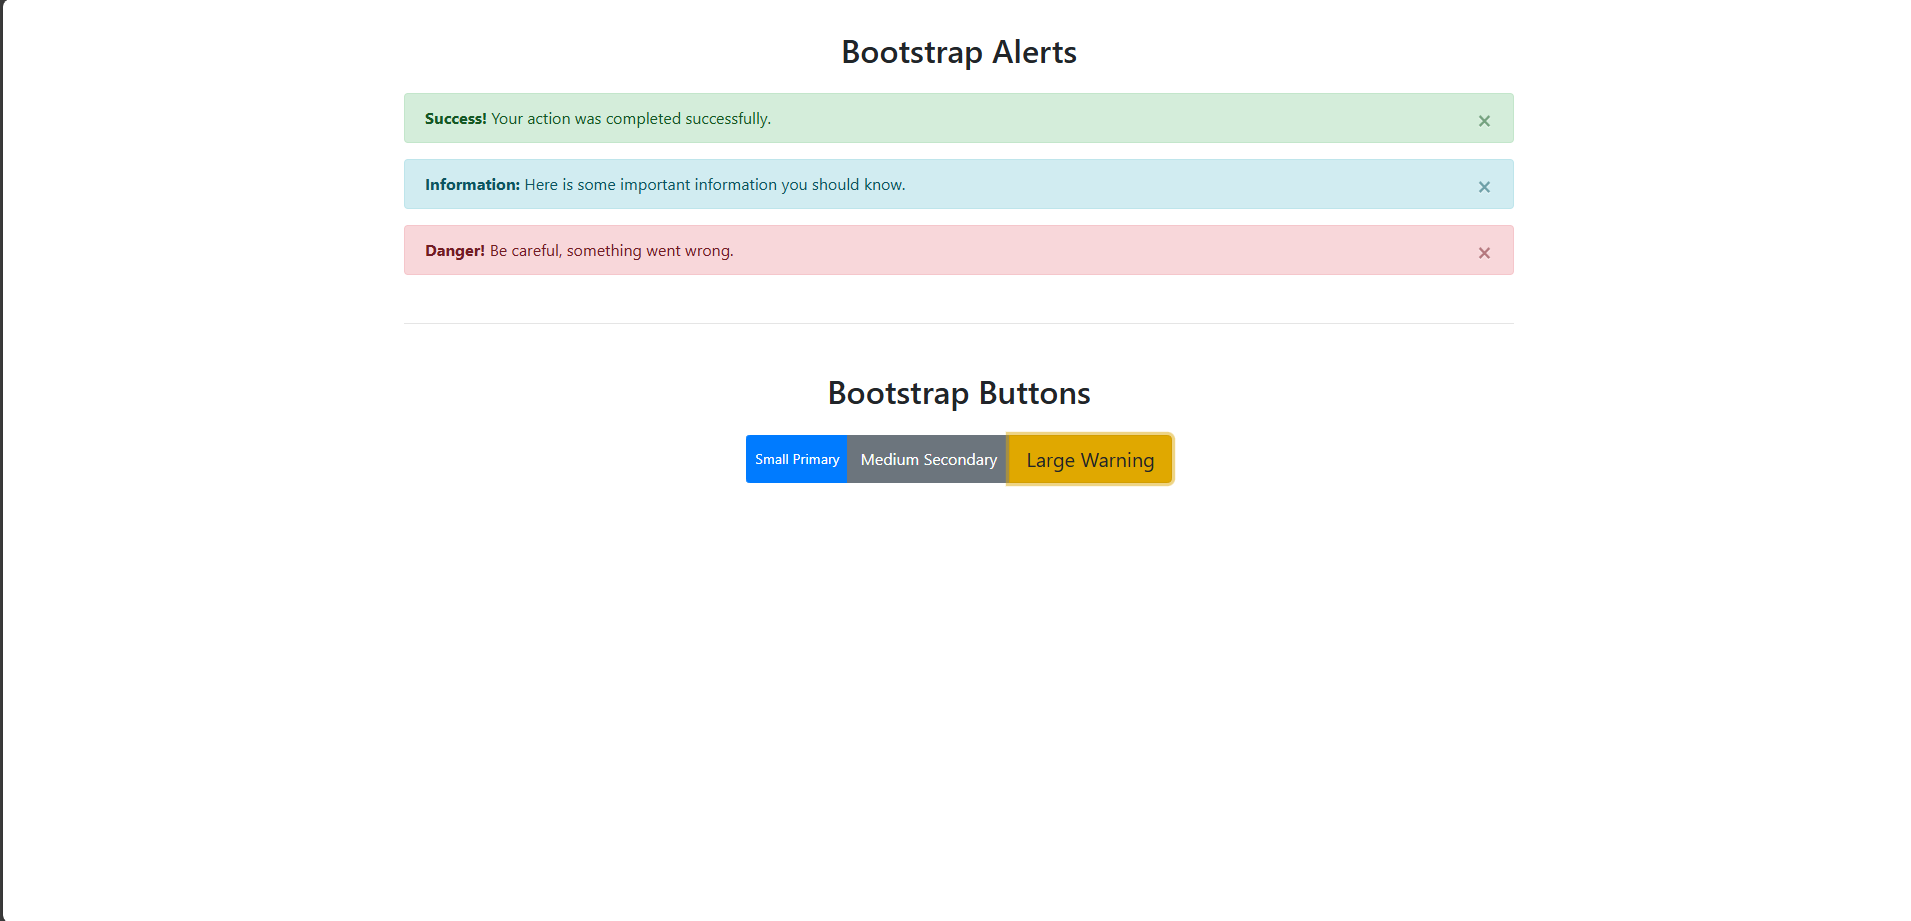 Bootstrap Alerts
Success! Your action was completed successfully. ×
Information: Here is some important information you should know. ×
Danger! Be careful, something went wrong. ×
Bootstrap Buttons
Small Primary Medium Secondary Large Warning